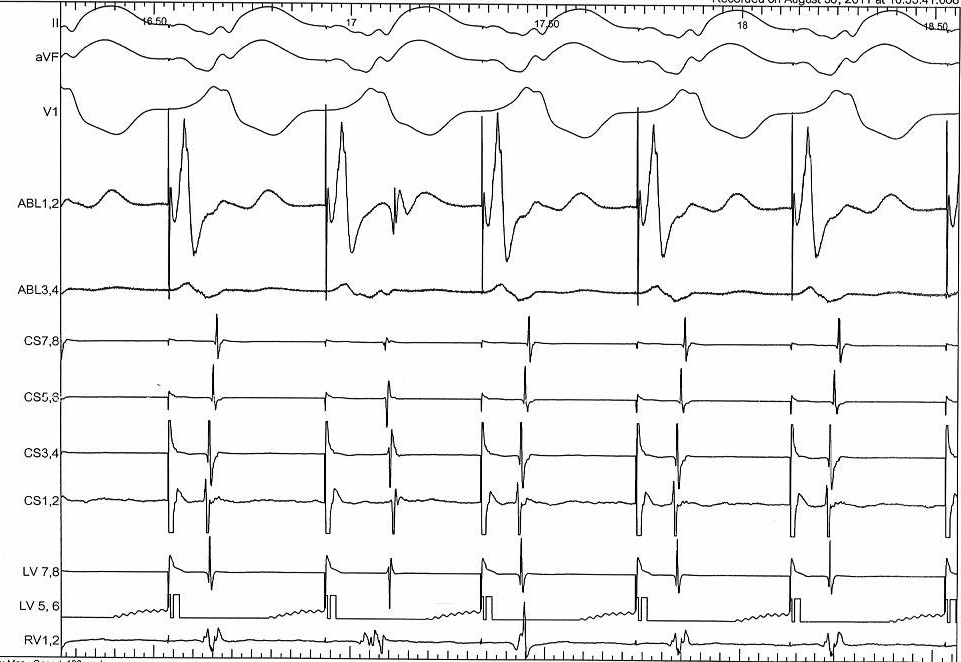 Recorded on August 30, 2011 at 16:35:41.000
II 16.50 17 17.50 18 18.50
aVF
V1
ABL1,2
ABL3,4
CS7,8
CS5,6
CS3,4
CS1,2
LV 7,8
LV 5, 6
RV1,2